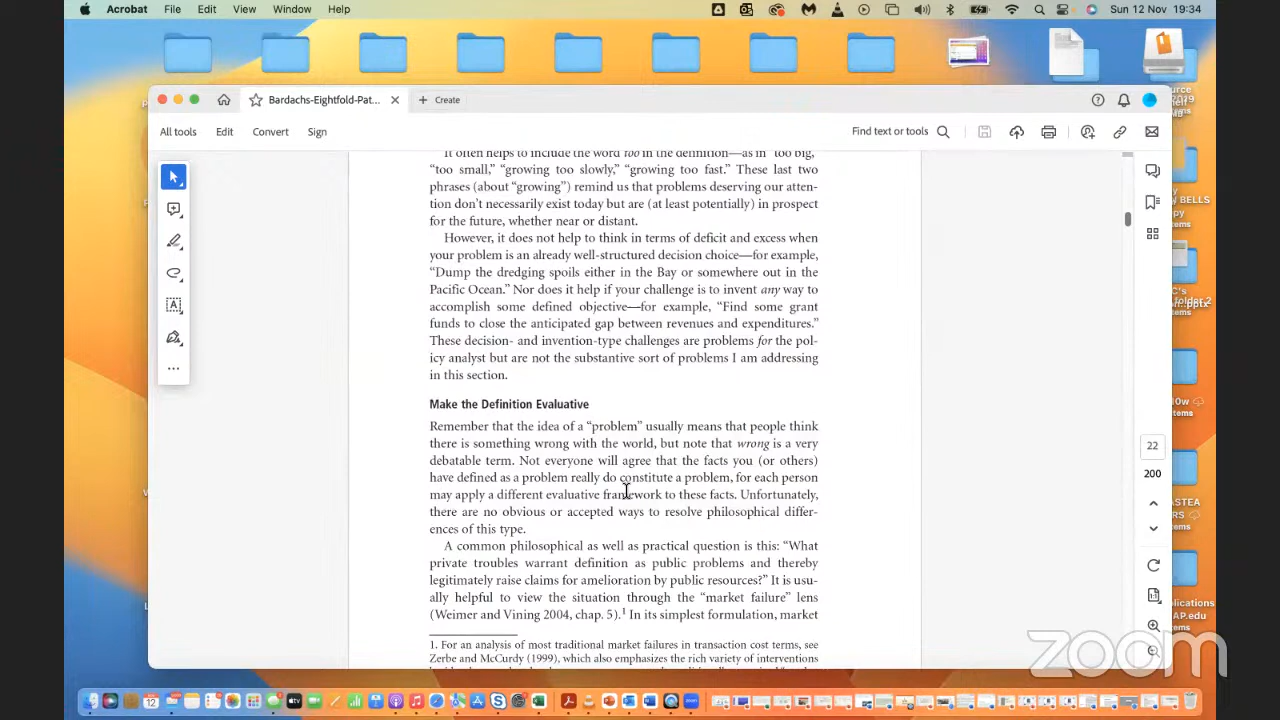 Acrobat File Edit View Window Help Sun 12 Nov 19:34
Bardachs-Eightfold-Pat... Create
All tools Edit Convert Sign Find text or tools
It often helps to include the word too in the definition—as in "too big,"
"too small," "growing too slowly," "growing too fast." These last two
phrases (about "growing") remind us that problems deserving our atten-
tion don't necessarily exist today but are (at least potentially) in prospect
for the future, whether near or distant.
However, it does not help to think in terms of deficit and excess when
your problem is an already well-structured decision choice—for example,
"Dump the dredging spoils either in the Bay or somewhere out in the
Pacific Ocean." Nor does it help if your challenge is to invent any way to
accomplish some defined objective—for example, "Find some grant
funds to close the anticipated gap between revenues and expenditures."
These decision- and invention-type challenges are problems for the pol-
icy analyst but are not the substantive sort of problems I am addressing
in this section.
Make the Definition Evaluative
Remember that the idea of a "problem" usually means that people think
there is something wrong with the world, but note that wrong is a very
debatable term. Not everyone will agree that the facts you (or others)
have defined as a problem really do constitute a problem, for each person
may apply a different evaluative framework to these facts. Unfortunately,
there are no obvious or accepted ways to resolve philosophical differ-
ences of this type.
A common philosophical as well as practical question is this: "What
private troubles warrant definition as public problems and thereby
legitimately raise claims for amelioration by public resources?" It is usu-
ally helpful to view the situation through the "market failure" lens
(Weimer and Vining 2004, chap. 5).1 In its simplest formulation, market
1. For an analysis of most traditional market failures in transaction cost terms, see
Zerbe and McCurdy (1999), which also emphasizes the rich variety of interventions
22
200
zoom